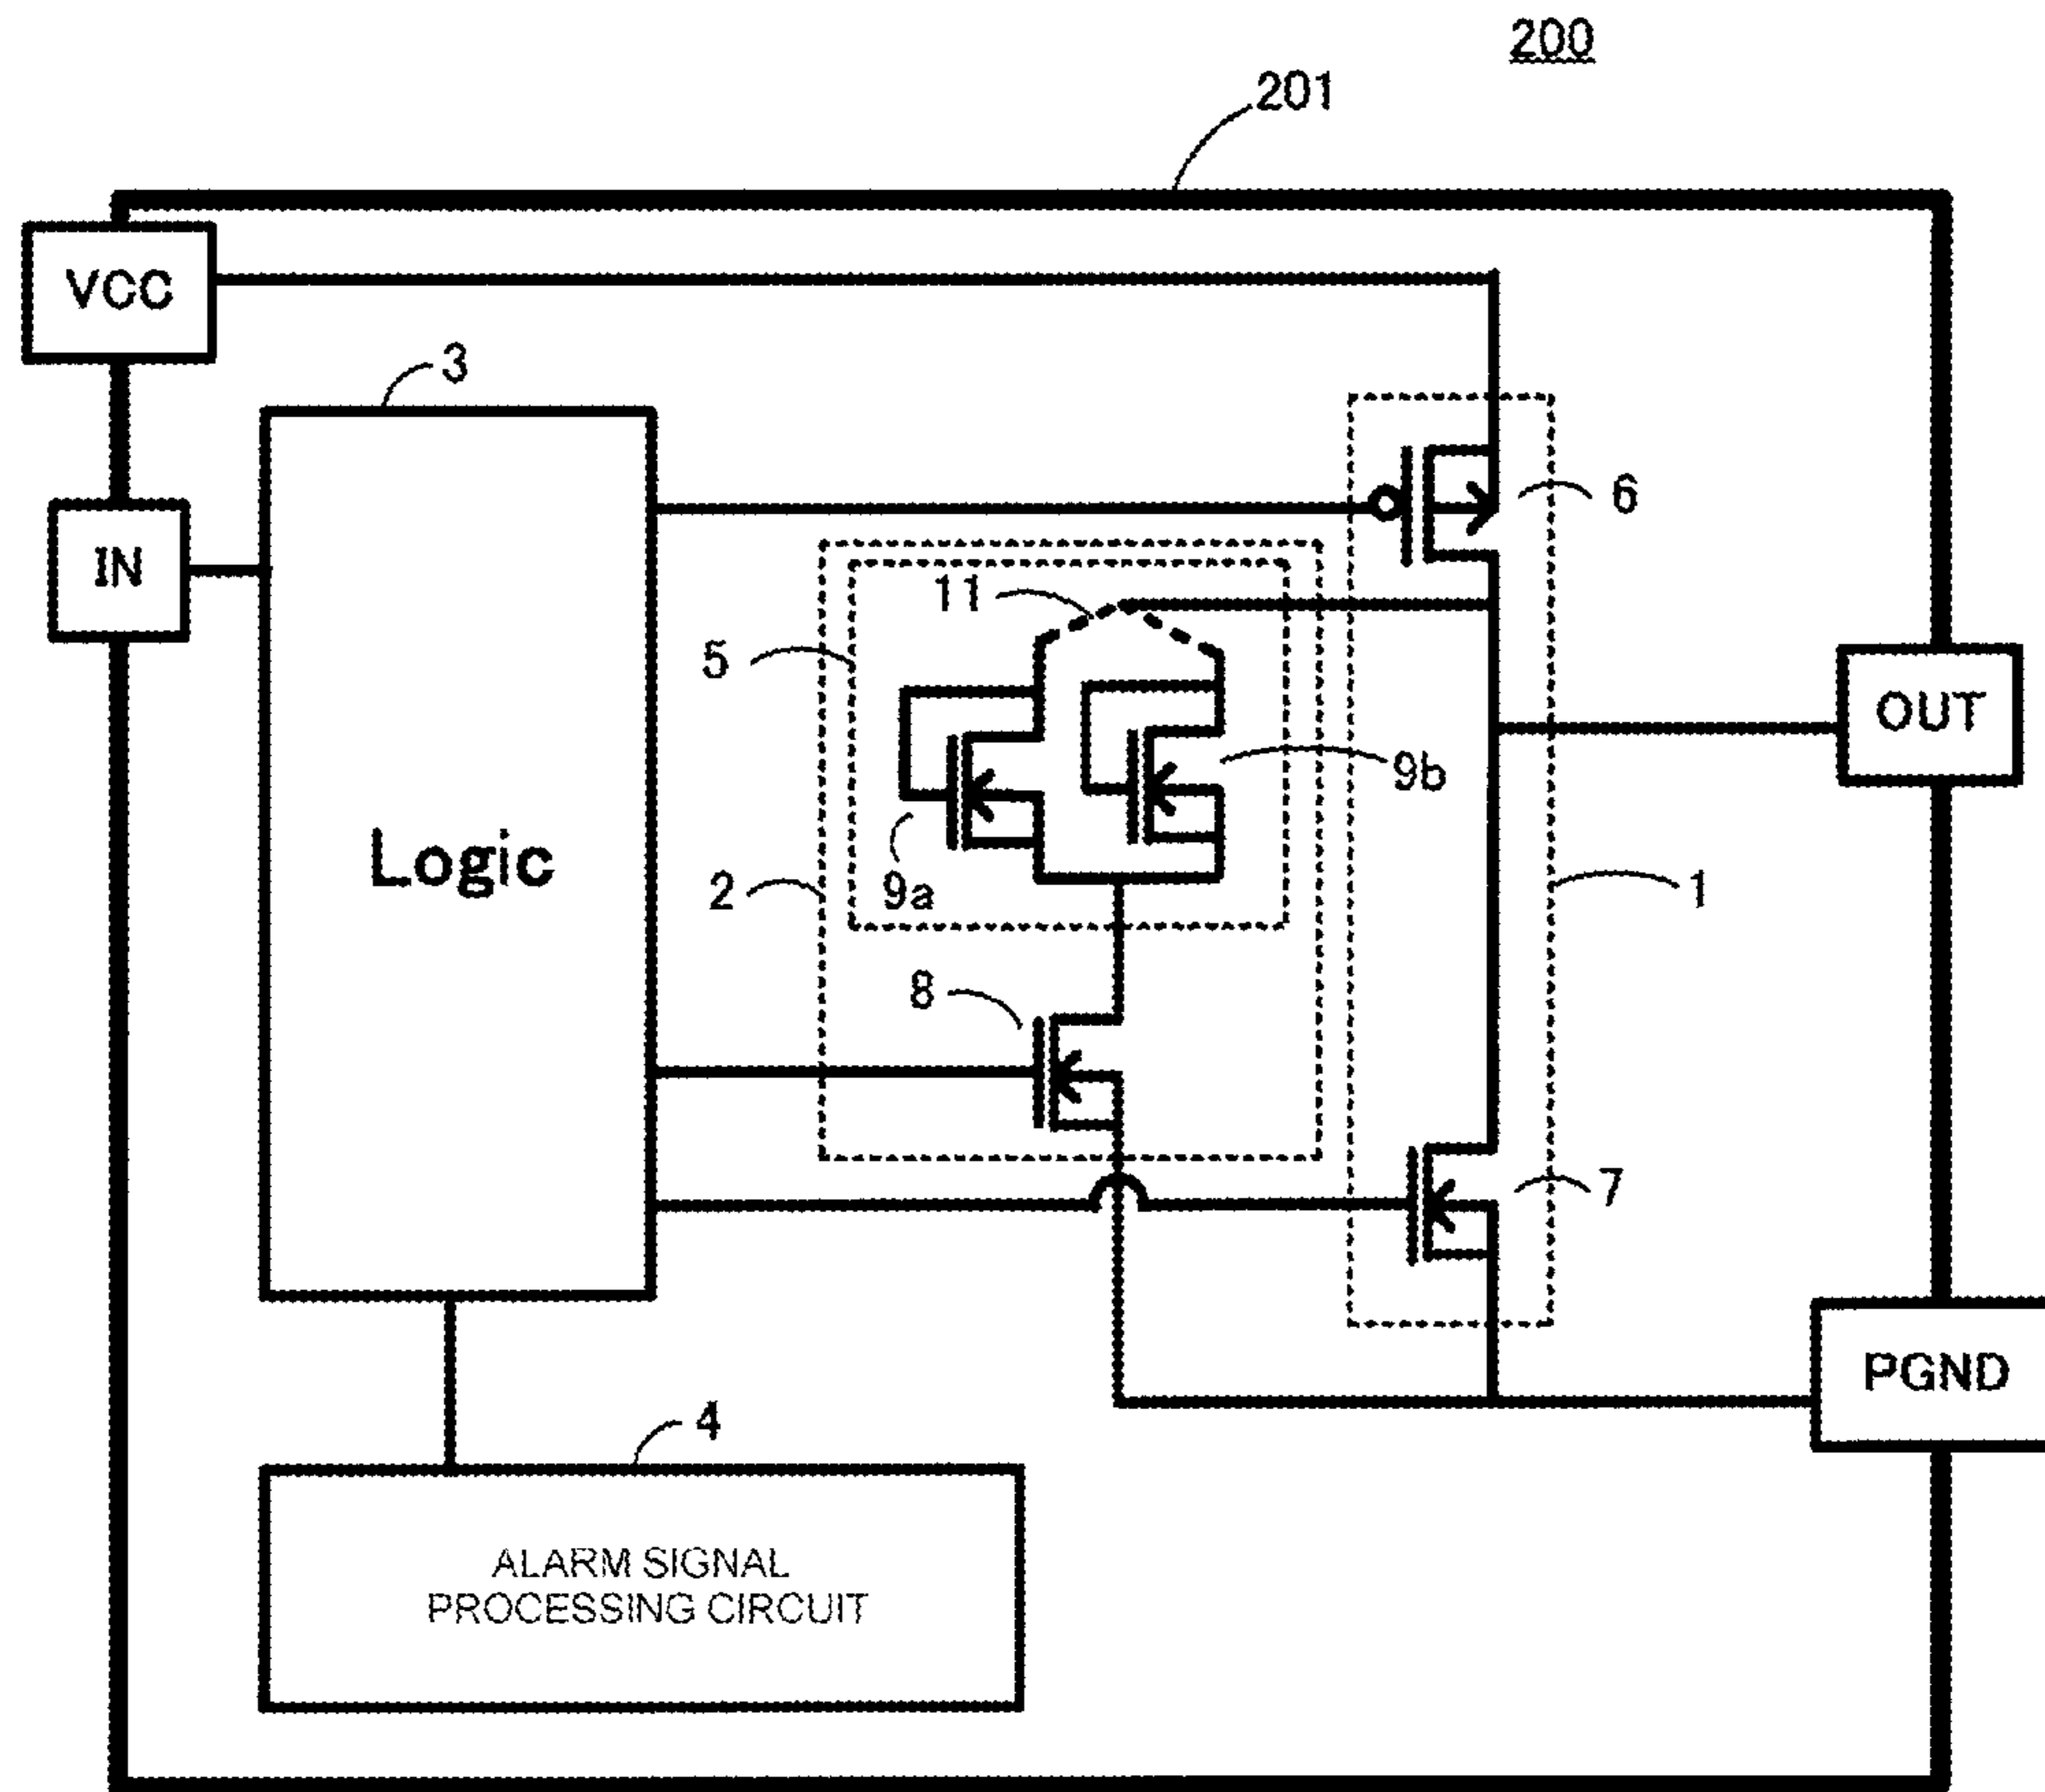 200
201
VCC
3
6
IN
11
5
OUT
9b
Logic
2
9a
1
8
7
PGND
4
ALARM SIGNAL
PROCESSING CIRCUIT